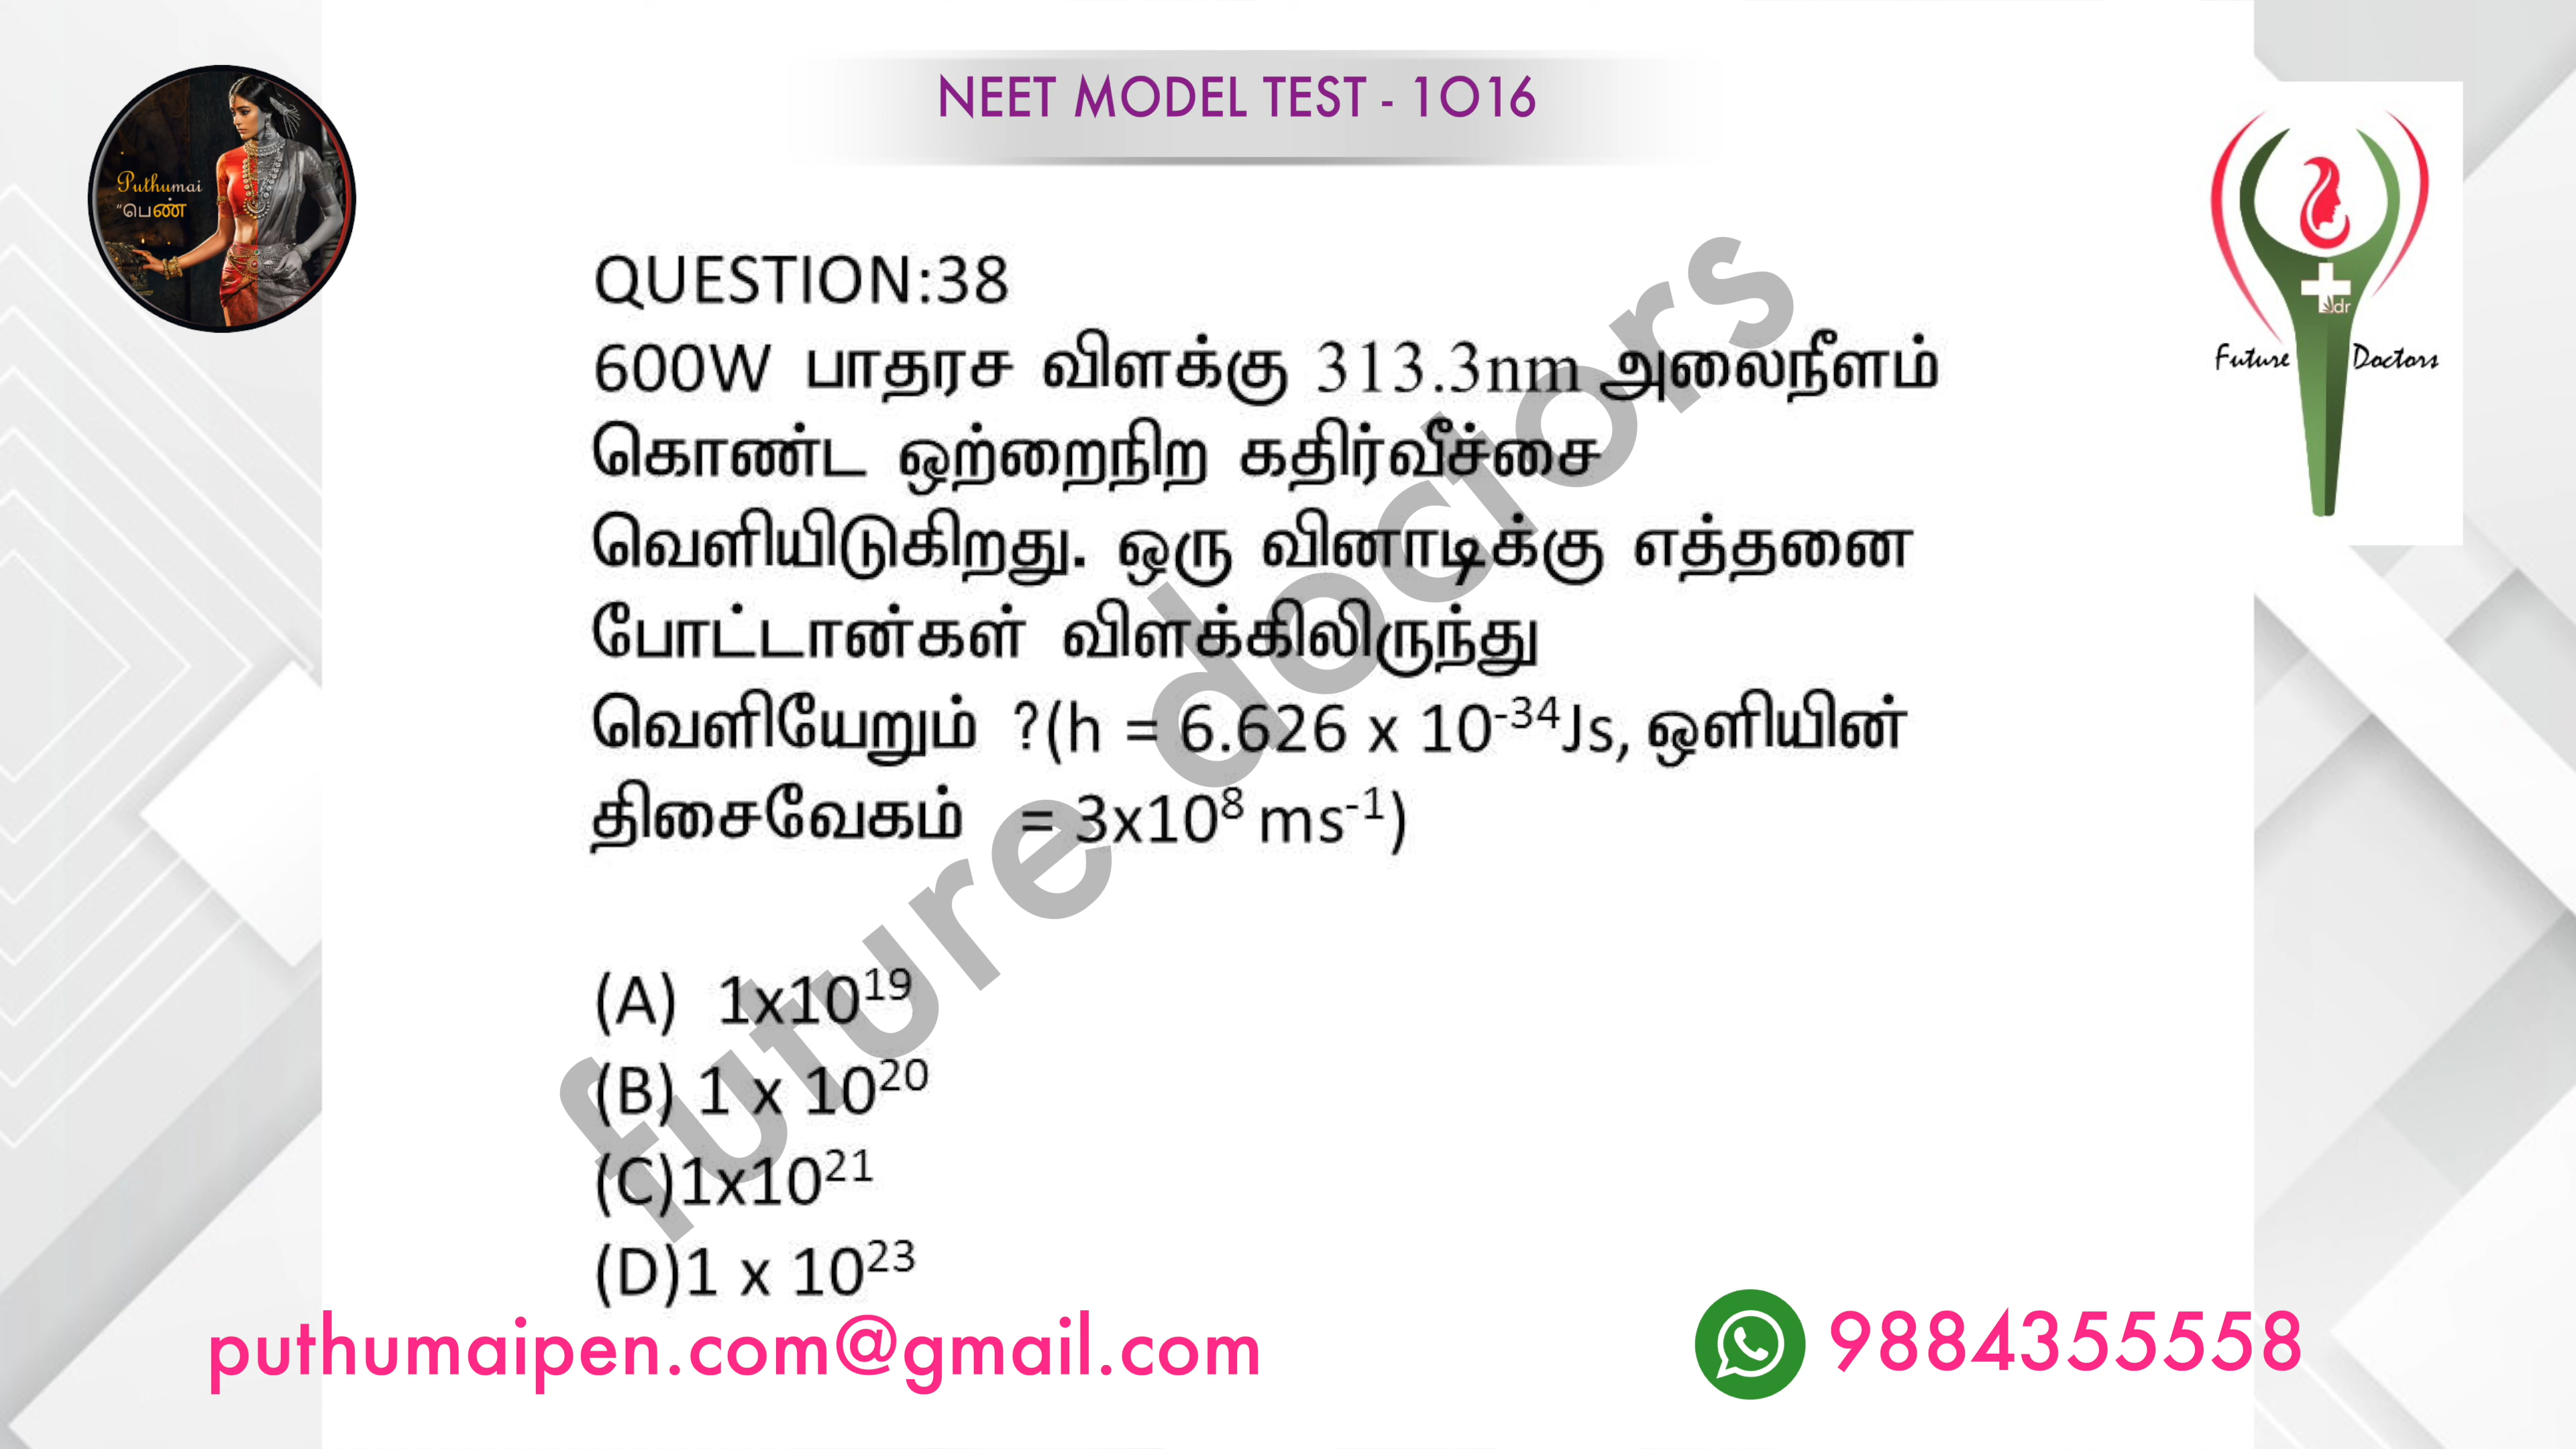 NEET MODEL TEST - 1O16
Puthumai
"பெண்
dr
Future Doctors
QUESTION:38
600W பாதரச விளக்கு 313.3nm அலைநீளம்
கொண்ட ஒற்றைநிற கதிர்வீச்சை
வெளியிடுகிறது. ஒரு வினாடிக்கு எத்தனை
போட்டான்கள் விளக்கிலிருந்து
வெளியேறும் ?(h = 6.626 x 10⁻³⁴Js, ஒளியின்
திசைவேகம் = 3x10⁸ ms⁻¹)
future doctors
(A) 1x10¹⁹
(B) 1 x 10²⁰
(C)1x10²¹
(D)1 x 10²³
puthumaipen.com@gmail.com
9884355558